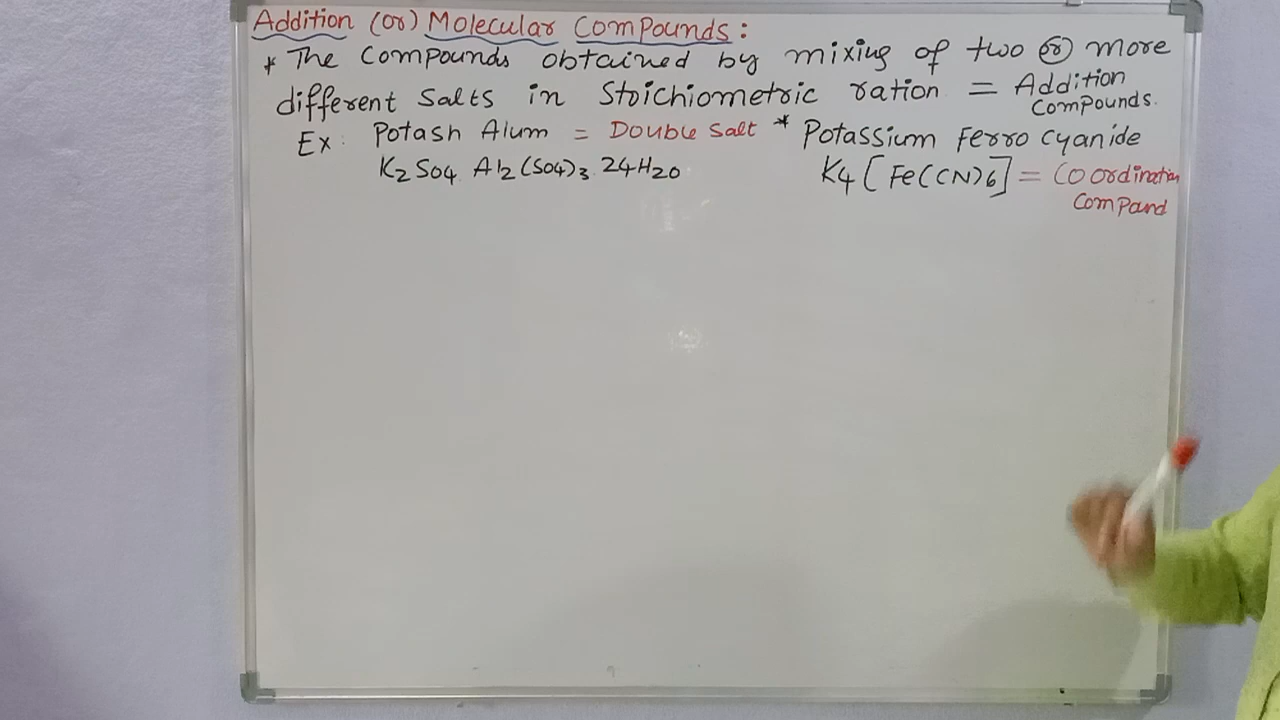 Addition (or) Molecular Compounds:
* The Compounds obtained by mixing of two (or) more
different Salts in Stoichiometric ration = Addition Compounds.
Ex: Potash Alum = Double Salt * Potassium Ferro cyanide
K2SO4 Al2(SO4)3 24H2O K4[Fe(CN)6] = Coordination
Compand